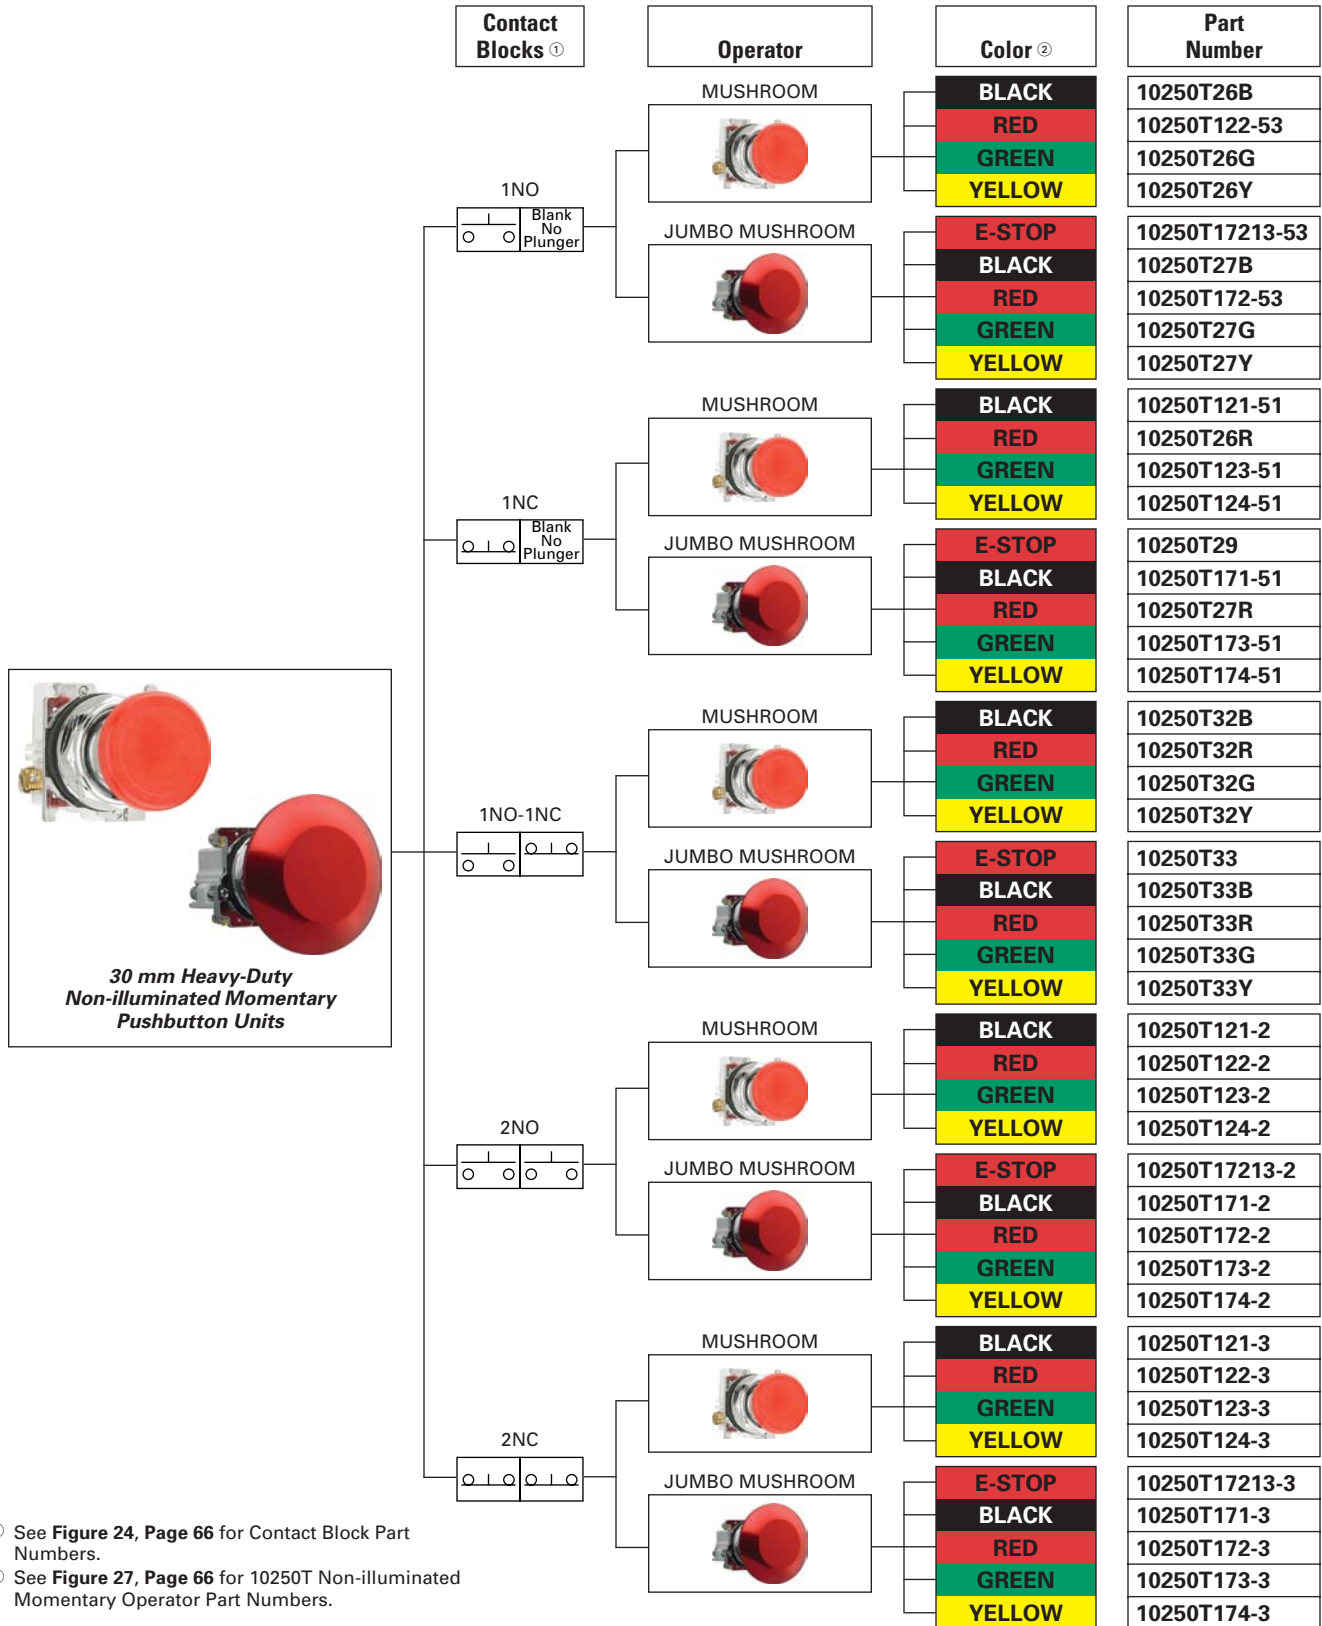 Contact
Blocks ①
Operator
Color ②
Part
Number
1NO
Blank
No
Plunger
MUSHROOM
BLACK 10250T26B
RED 10250T122-53
GREEN 10250T26G
YELLOW 10250T26Y
JUMBO MUSHROOM
E-STOP 10250T17213-53
BLACK 10250T27B
RED 10250T172-53
GREEN 10250T27G
YELLOW 10250T27Y
1NC
Blank
No
Plunger
MUSHROOM
BLACK 10250T121-51
RED 10250T26R
GREEN 10250T123-51
YELLOW 10250T124-51
JUMBO MUSHROOM
E-STOP 10250T29
BLACK 10250T171-51
RED 10250T27R
GREEN 10250T173-51
YELLOW 10250T174-51
30 mm Heavy-Duty
Non-illuminated Momentary
Pushbutton Units
1NO-1NC
MUSHROOM
BLACK 10250T32B
RED 10250T32R
GREEN 10250T32G
YELLOW 10250T32Y
JUMBO MUSHROOM
E-STOP 10250T33
BLACK 10250T33B
RED 10250T33R
GREEN 10250T33G
YELLOW 10250T33Y
2NO
MUSHROOM
BLACK 10250T121-2
RED 10250T122-2
GREEN 10250T123-2
YELLOW 10250T124-2
JUMBO MUSHROOM
E-STOP 10250T17213-2
BLACK 10250T171-2
RED 10250T172-2
GREEN 10250T173-2
YELLOW 10250T174-2
2NC
MUSHROOM
BLACK 10250T121-3
RED 10250T122-3
GREEN 10250T123-3
YELLOW 10250T124-3
JUMBO MUSHROOM
E-STOP 10250T17213-3
BLACK 10250T171-3
RED 10250T172-3
GREEN 10250T173-3
YELLOW 10250T174-3
See Figure 24, Page 66 for Contact Block Part
Numbers.
See Figure 27, Page 66 for 10250T Non-illuminated
Momentary Operator Part Numbers.